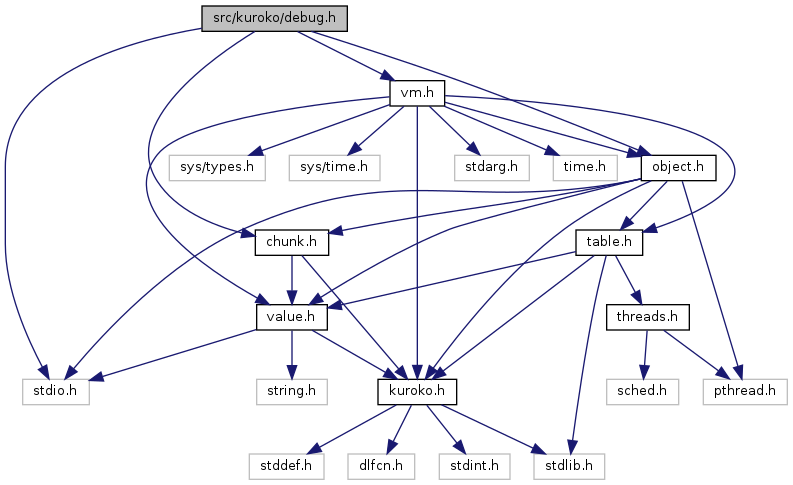 src/kuroko/debug.h
vm.h
sys/types.h
sys/time.h
stdarg.h
time.h
object.h
chunk.h
table.h
value.h
threads.h
stdio.h
string.h
kuroko.h
sched.h
pthread.h
stddef.h
dlfcn.h
stdint.h
stdlib.h